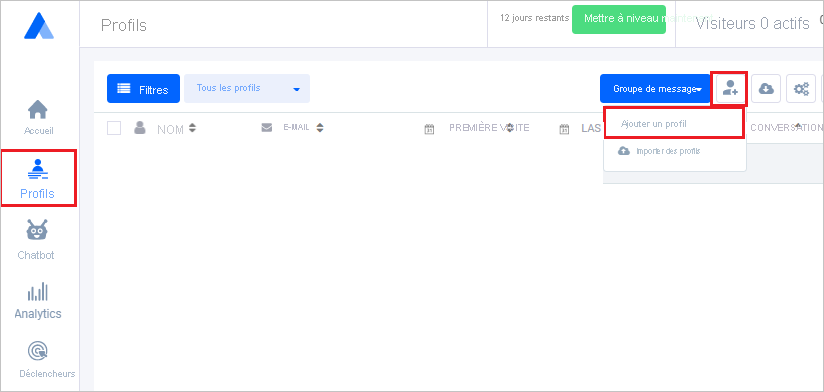 Profils
12 jours restants
Mettre à niveau maintenant
Visiteurs 0 actifs
Filtres
Tous les profils
Groupe de message
Accueil
NOM
E-MAIL
PREMIÈRE VISITE
LAS
Ajouter un profil
CONVERSATION
Importer des profils
Profils
Chatbot
Analytics
Déclencheurs